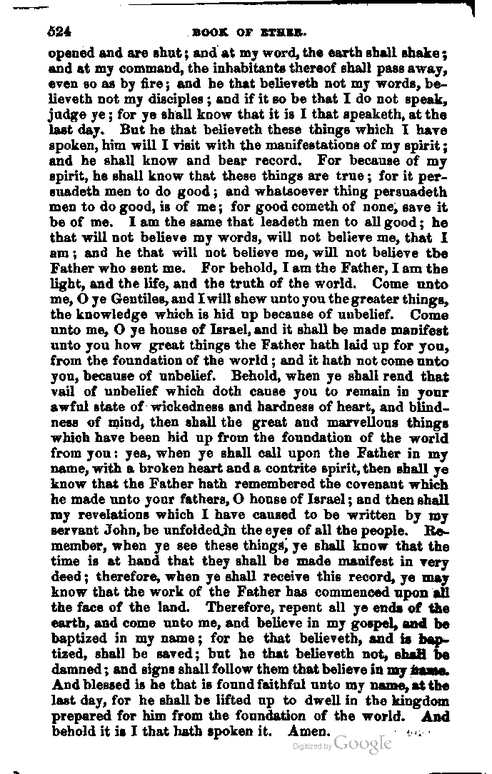 524 BOOK OF ETHER.
opened and are shut; and at my word, the earth shall shake;
and at my command, the inhabitants thereof shall pass away,
even so as by fire; and he that believeth not my words, be-
lieveth not my disciples; and if it so be that I do not speak,
judge ye; for ye shall know that it is I that speaketh, at the
last day. But he that believeth these things which I have
spoken, him will I visit with the manifestations of my spirit;
and he shall know and bear record. For because of my
spirit, he shall know that these things are true; for it per-
suadeth men to do good; and whatsoever thing persuadeth
men to do good, is of me; for good cometh of none, save it
be of me. I am the same that leadeth men to all good; he
that will not believe my words, will not believe me, that I
am; and he that will not believe me, will not believe the
Father who sent me. For behold, I am the Father, I am the
light, and the life, and the truth of the world. Come unto
me, O ye Gentiles, and I will shew unto you the greater things,
the knowledge which is hid up because of unbelief. Come
unto me, O ye house of Israel, and it shall be made manifest
unto you how great things the Father hath laid up for you,
from the foundation of the world; and it hath not come unto
you, because of unbelief. Behold, when ye shall rend that
vail of unbelief which doth cause you to remain in your
awful state of wickedness and hardness of heart, and blind-
ness of mind, then shall the great and marvellous things
which have been hid up from the foundation of the world
from you: yea, when ye shall call upon the Father in my
name, with a broken heart and a contrite spirit, then shall ye
know that the Father hath remembered the covenant which
he made unto your fathers, O house of Israel; and then shall
my revelations which I have caused to be written by my
servant John, be unfolded in the eyes of all the people. Re-
member, when ye see these things, ye shall know that the
time is at hand that they shall be made manifest in very
deed; therefore, when ye shall receive this record, ye may
know that the work of the Father has commenced upon all
the face of the land. Therefore, repent all ye ends of the
earth, and come unto me, and believe in my gospel, and be
baptized in my name; for he that believeth, and is bap-
tized, shall be saved; but he that believeth not, shall be
damned; and signs shall follow them that believe in my name.
And blessed is he that is found faithful unto my name, at the
last day, for he shall be lifted up to dwell in the kingdom
prepared for him from the foundation of the world. And
behold it is I that hath spoken it. Amen.
Digitized by Google